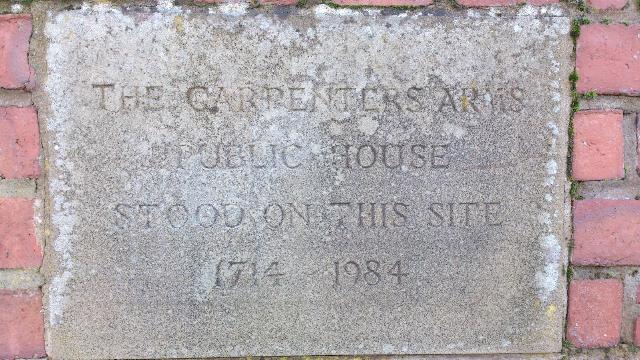 THE CARPENTERS ARMS
PUBLIC HOUSE
STOOD ON THIS SITE
1714 1984